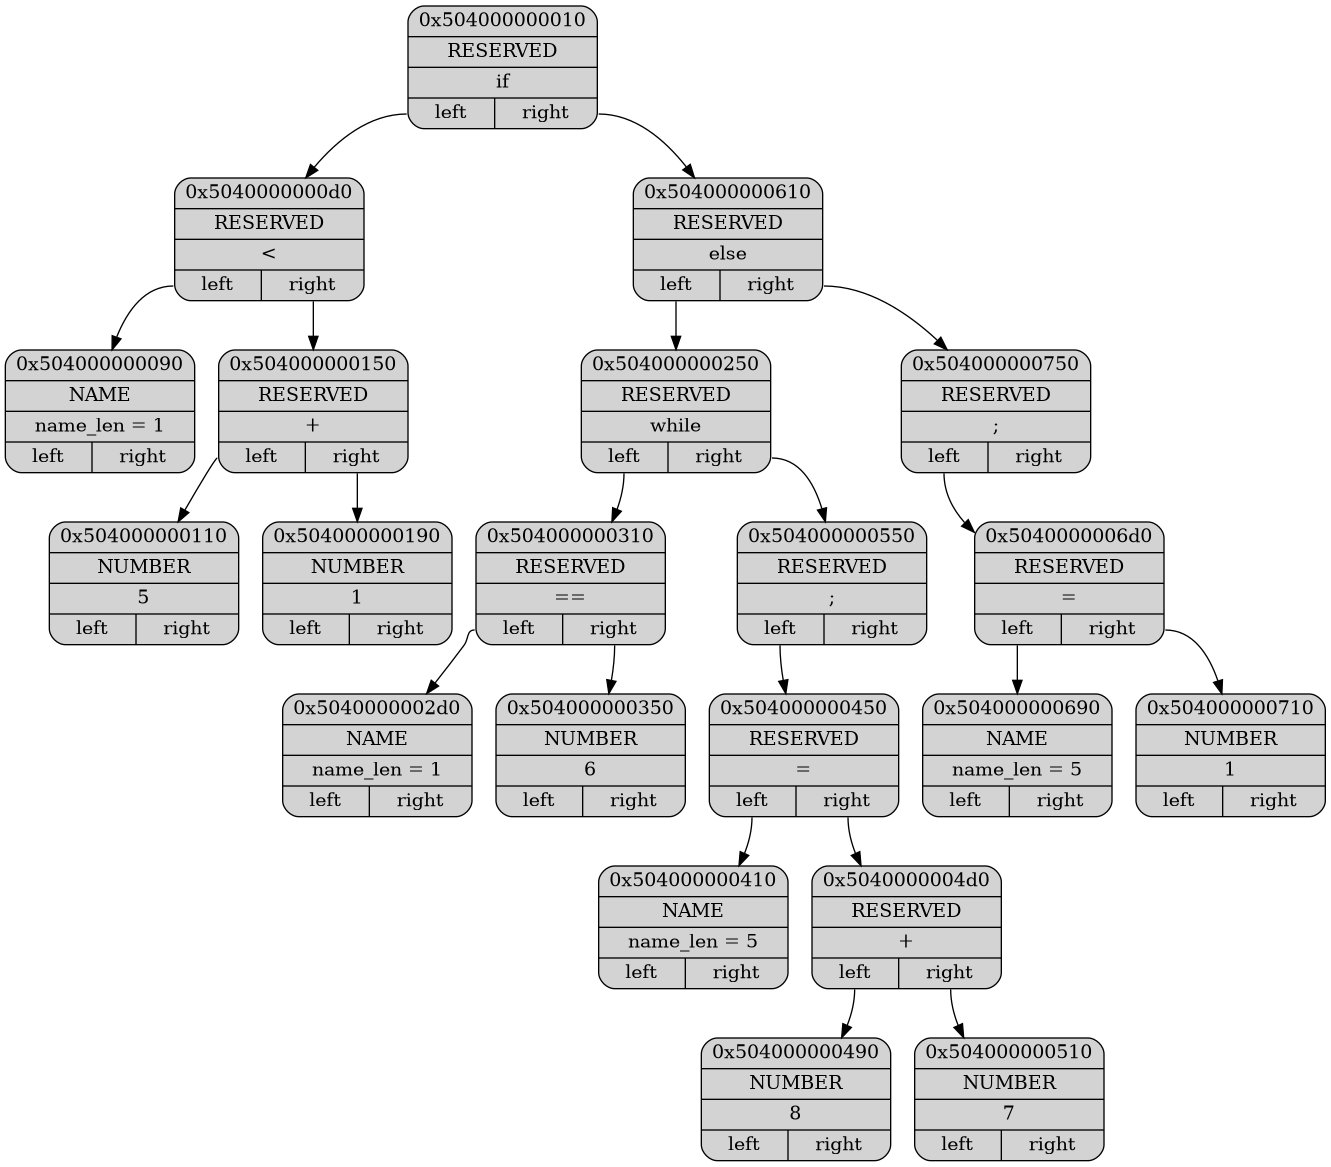 0x504000000010
RESERVED
if
left right
0x5040000000d0
RESERVED
<
left right
0x504000000610
RESERVED
else
left right
0x504000000090
NAME
name_len = 1
left right
0x504000000150
RESERVED
+
left right
0x504000000250
RESERVED
while
left right
0x504000000750
RESERVED
;
left right
0x504000000110
NUMBER
5
left right
0x504000000190
NUMBER
1
left right
0x504000000310
RESERVED
==
left right
0x504000000550
RESERVED
;
left right
0x5040000006d0
RESERVED
=
left right
0x5040000002d0
NAME
name_len = 1
left right
0x504000000350
NUMBER
6
left right
0x504000000450
RESERVED
=
left right
0x504000000690
NAME
name_len = 5
left right
0x504000000710
NUMBER
1
left right
0x504000000410
NAME
name_len = 5
left right
0x5040000004d0
RESERVED
+
left right
0x504000000490
NUMBER
8
left right
0x504000000510
NUMBER
7
left right